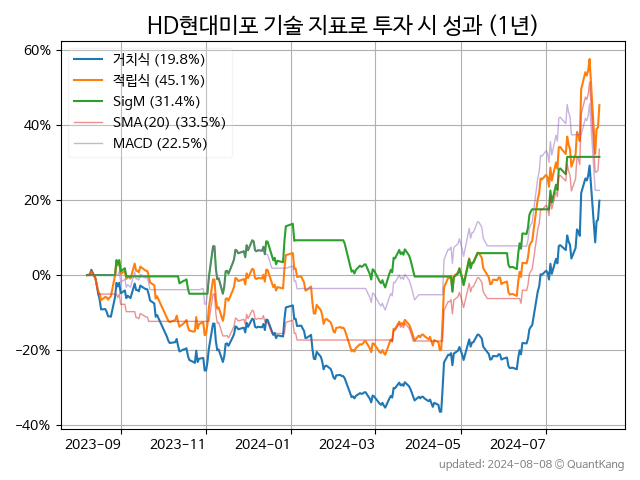 HD현대미포 기술 지표로 투자 시 성과 (1년)
거치식 (19.8%)
적립식 (45.1%)
SigM (31.4%)
SMA(20) (33.5%)
MACD (22.5%)
60%
40%
20%
0%
−20%
−40%
2023-09
2023-11
2024-01
2024-03
2024-05
2024-07
updated: 2024-08-08 © QuantKang